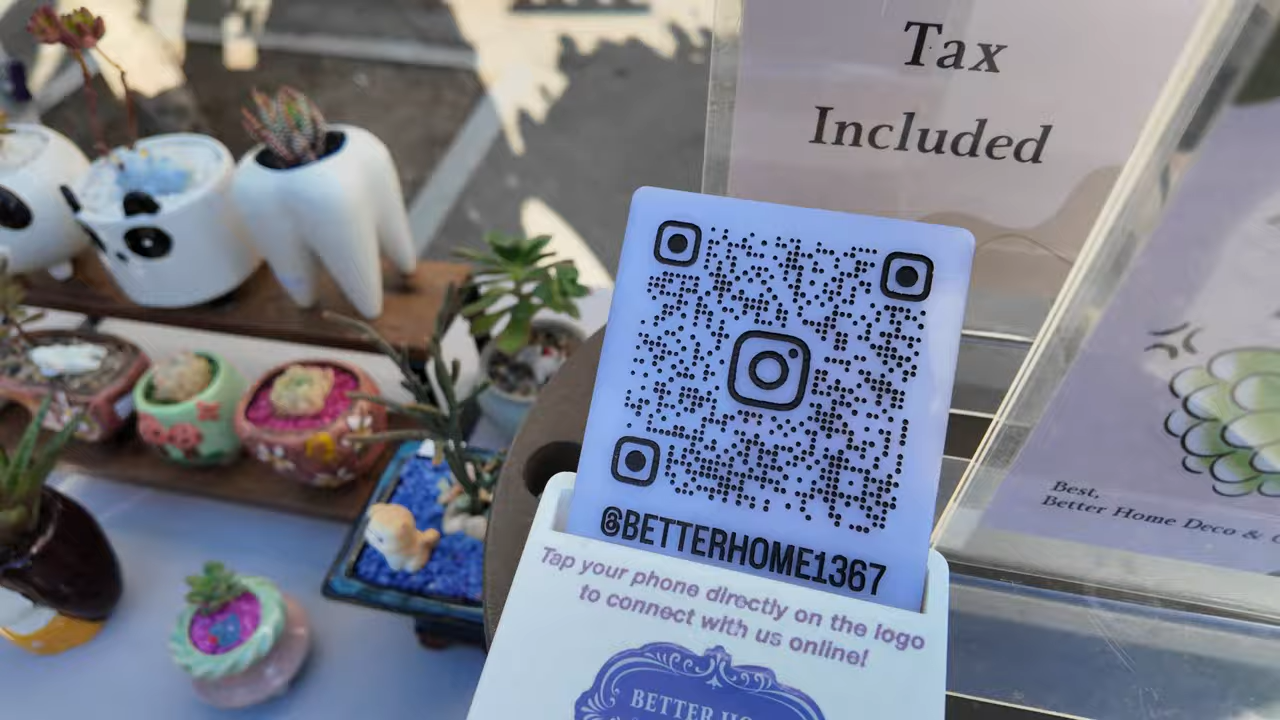 Tax
Included
@BETTERHOME1367
Tap your phone directly on the logo
to connect with us online!
BETTER
Best,
Better Home Deco &